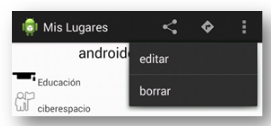 Mis Lugares
androide
editar
Educación
borrar
ciberespacio